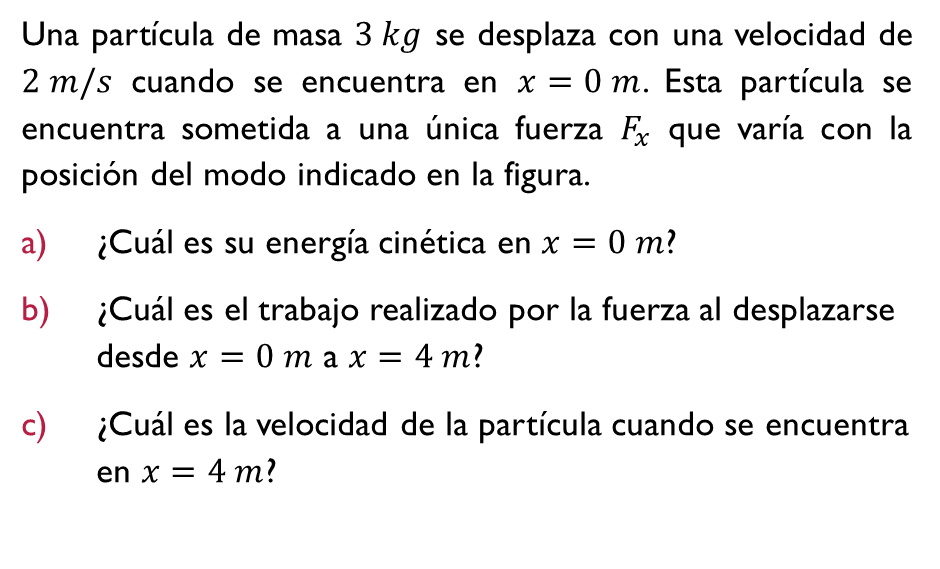 Una partícula de masa 3 kg se desplaza con una velocidad de
2 m/s cuando se encuentra en x = 0 m. Esta partícula se
encuentra sometida a una única fuerza Fₓ que varía con la
posición del modo indicado en la figura.
a) ¿Cuál es su energía cinética en x = 0 m?
b) ¿Cuál es el trabajo realizado por la fuerza al desplazarse
desde x = 0 m a x = 4 m?
c) ¿Cuál es la velocidad de la partícula cuando se encuentra
en x = 4 m?